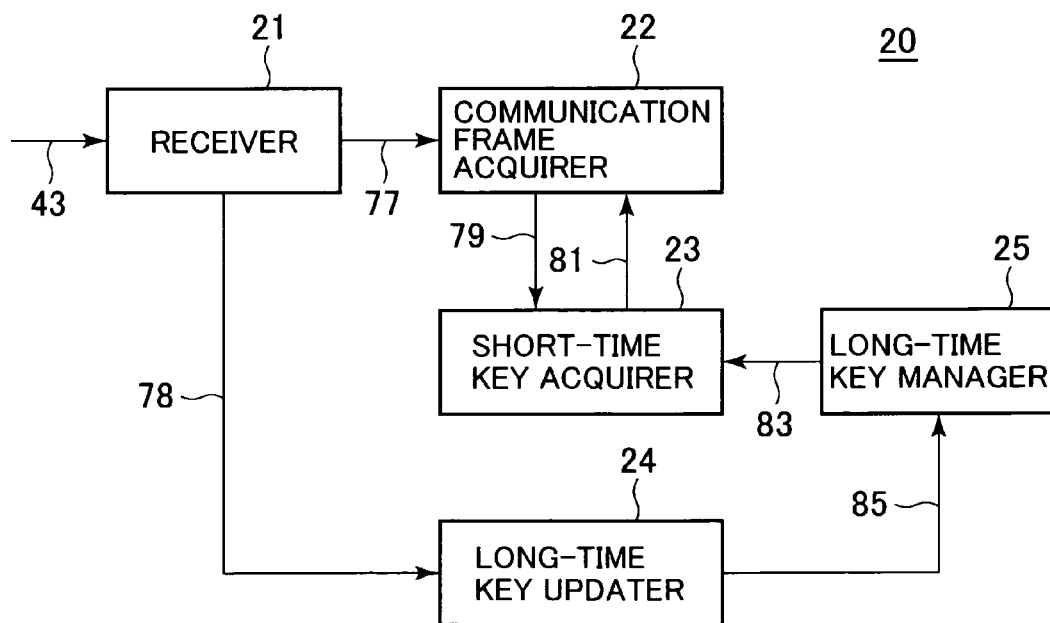 21
22
20
RECEIVER
COMMUNICATION
FRAME
ACQUIRER
43
77
79
81
23
25
SHORT-TIME
KEY ACQUIRER
LONG-TIME
KEY MANAGER
78
83
24
85
LONG-TIME
KEY UPDATER